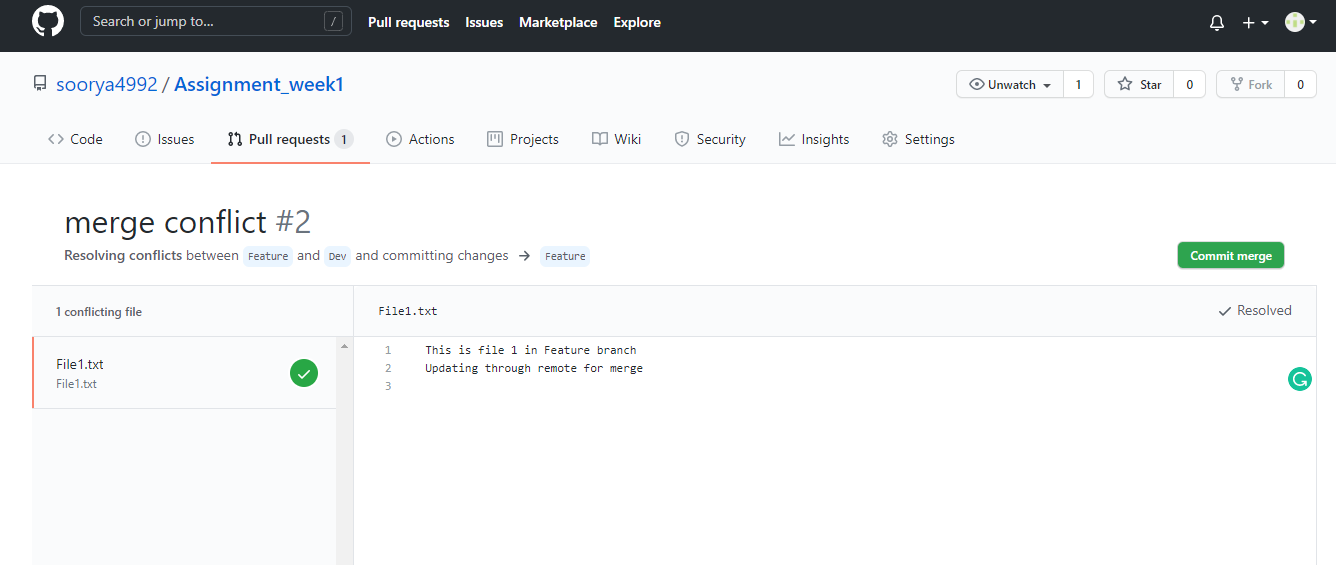 Search or jump to... /
Pull requests Issues Marketplace Explore
soorya4992 / Assignment_week1
Unwatch 1 Star 0 Fork 0
Code Issues Pull requests 1 Actions Projects Wiki Security Insights Settings
merge conflict #2
Resolving conflicts between Feature and Dev and committing changes → Feature
Commit merge
1 conflicting file
File1.txt
Resolved
File1.txt
File1.txt
1 This is file 1 in Feature branch
2 Updating through remote for merge
3